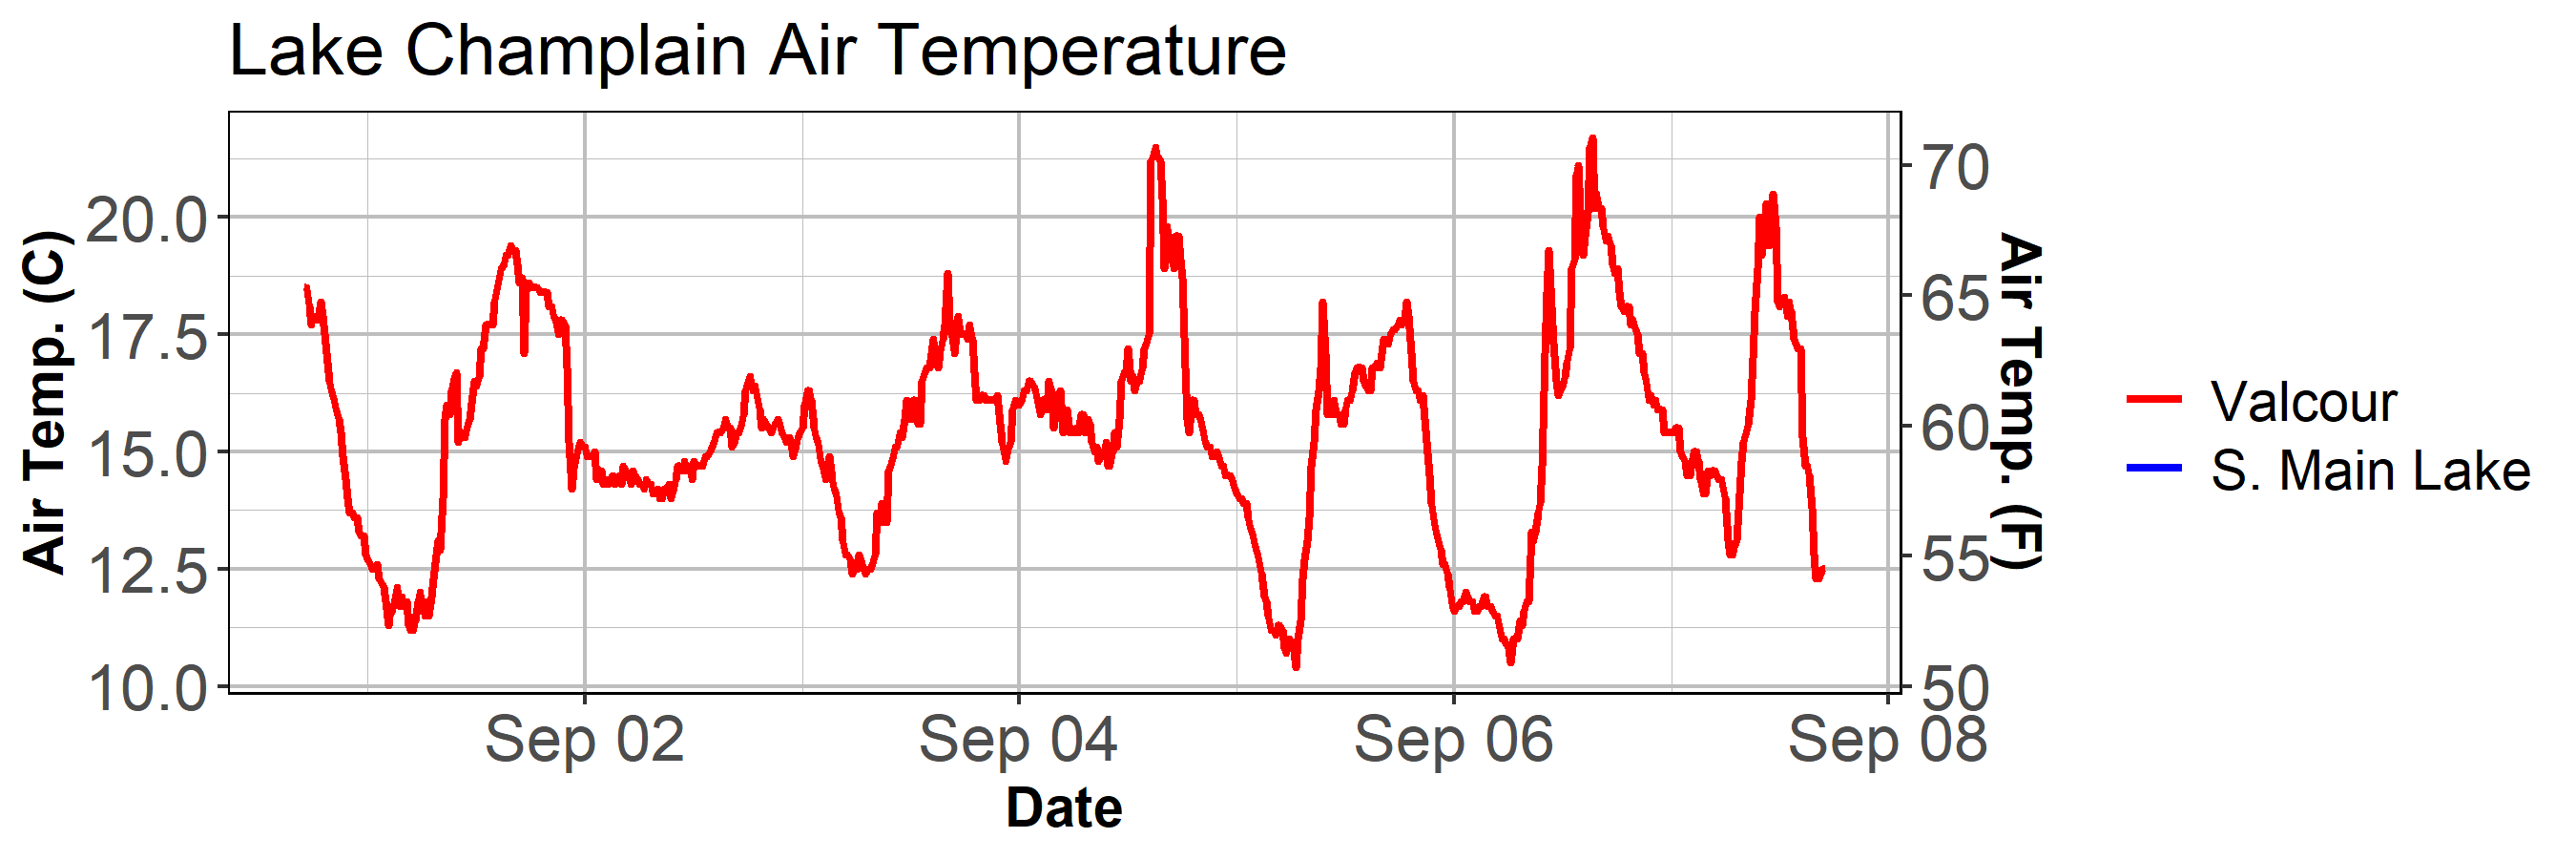 Lake Champlain Air Temperature
Air Temp. (C)
20.0
17.5
15.0
12.5
10.0
70
65
60
55
50
Air Temp. (F)
Sep 02 Sep 04 Sep 06 Sep 08
Date
Valcour
S. Main Lake